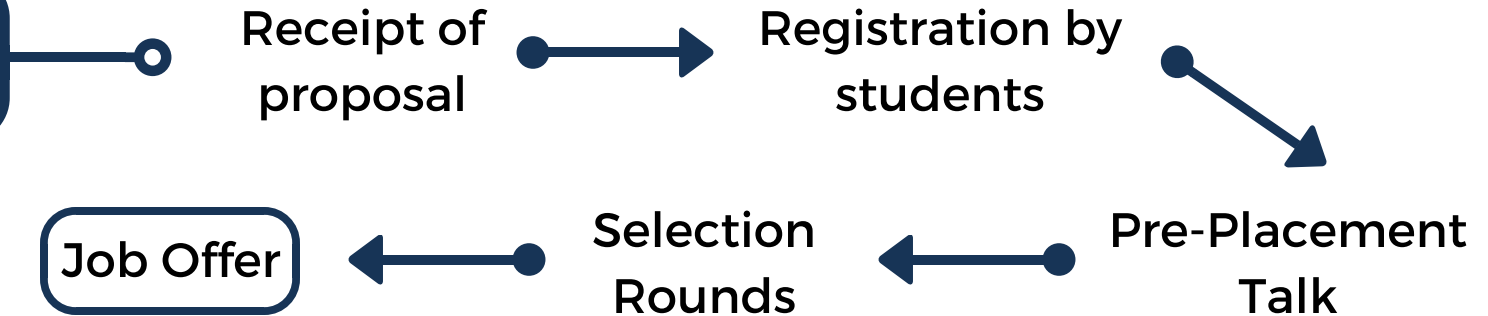 Receipt of
proposal
Registration by
students
Pre-Placement
Talk
Selection
Rounds
Job Offer